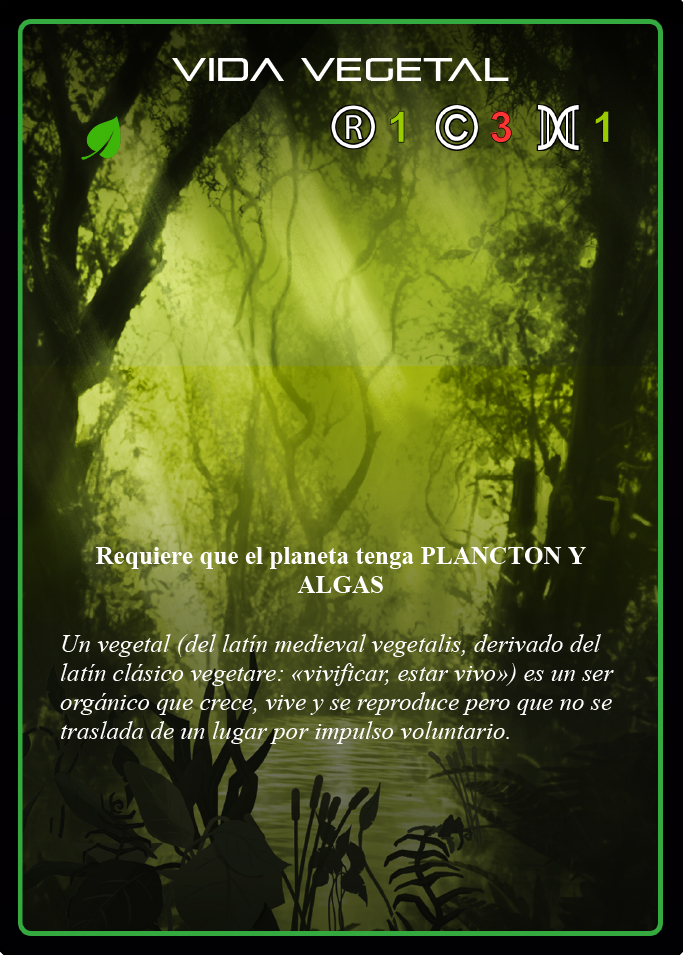 VIDA VEGETAL
® 1 © 3 1
Requiere que el planeta tenga PLANCTON Y
ALGAS
Un vegetal (del latín medieval vegetalis, derivado del
latín clásico vegetare: «vivificar, estar vivo») es un ser
orgánico que crece, vive y se reproduce pero que no se
traslada de un lugar por impulso voluntario.